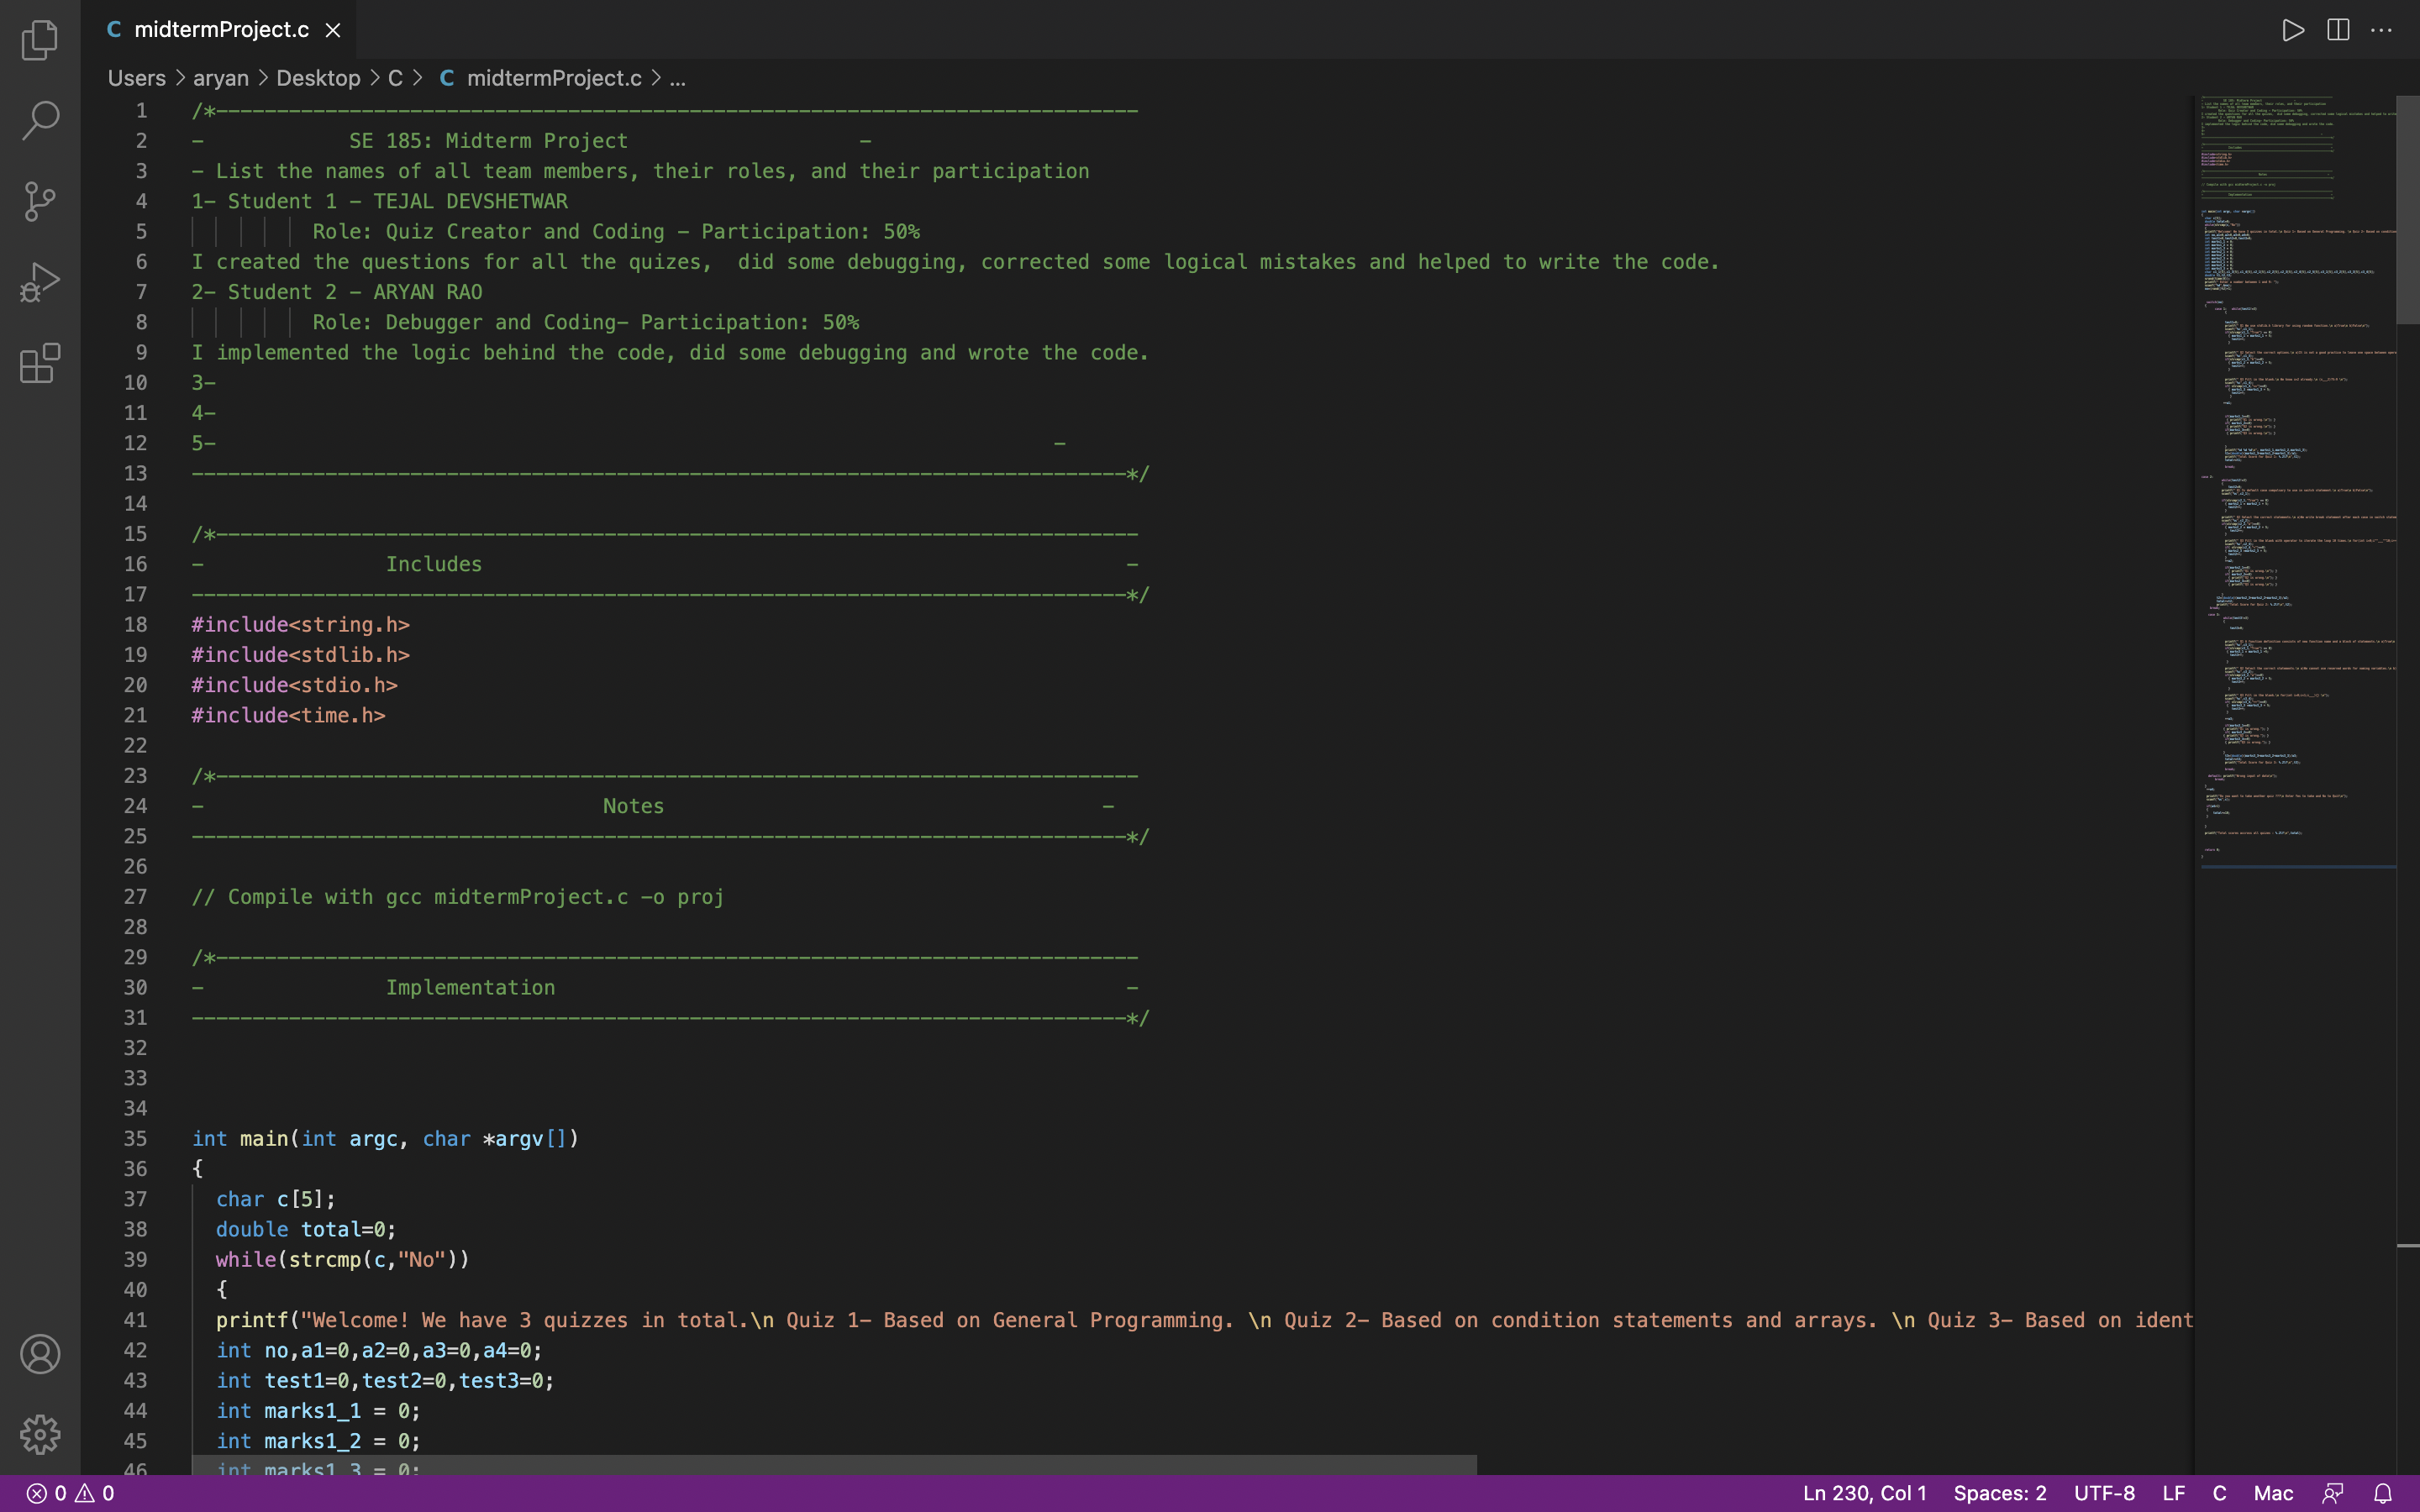 midtermProject.c
Users > aryan > Desktop > C > C midtermProject.c > ...
1 /*----------------------------------------------------------------------------
2 - SE 185: Midterm Project -
3 - List the names of all team members, their roles, and their participation
4 1- Student 1 - TEJAL DEVSHETWAR
5 Role: Quiz Creator and Coding - Participation: 50%
6 I created the questions for all the quizes,  did some debugging, corrected some logical mistakes and helped to write the code.
7 2- Student 2 - ARYAN RAO
8 Role: Debugger and Coding- Participation: 50%
9 I implemented the logic behind the code, did some debugging and wrote the code.
10 3-
11 4-
12 5- -
13 -----------------------------------------------------------------------------*/
14
15 /*----------------------------------------------------------------------------
16 - Includes -
17 -----------------------------------------------------------------------------*/
18 #include<string.h>
19 #include<stdlib.h>
20 #include<stdio.h>
21 #include<time.h>
22
23 /*----------------------------------------------------------------------------
24 - Notes -
25 -----------------------------------------------------------------------------*/
26
27 // Compile with gcc midtermProject.c -o proj
28
29 /*----------------------------------------------------------------------------
30 - Implementation -
31 -----------------------------------------------------------------------------*/
32
33
34
35 int main(int argc, char *argv[])
36 {
37 char c[5];
38 double total=0;
39 while(strcmp(c,"No"))
40 {
41 printf("Welcome! We have 3 quizzes in total.\n Quiz 1- Based on General Programming. \n Quiz 2- Based on condition statements and arrays. \n Quiz 3- Based on ident
42 int no,a1=0,a2=0,a3=0,a4=0;
43 int test1=0,test2=0,test3=0;
44 int marks1_1 = 0;
45 int marks1_2 = 0;
46 int marks1_3 = 0;
0 0 Ln 230, Col 1 Spaces: 2 UTF-8 LF C Mac